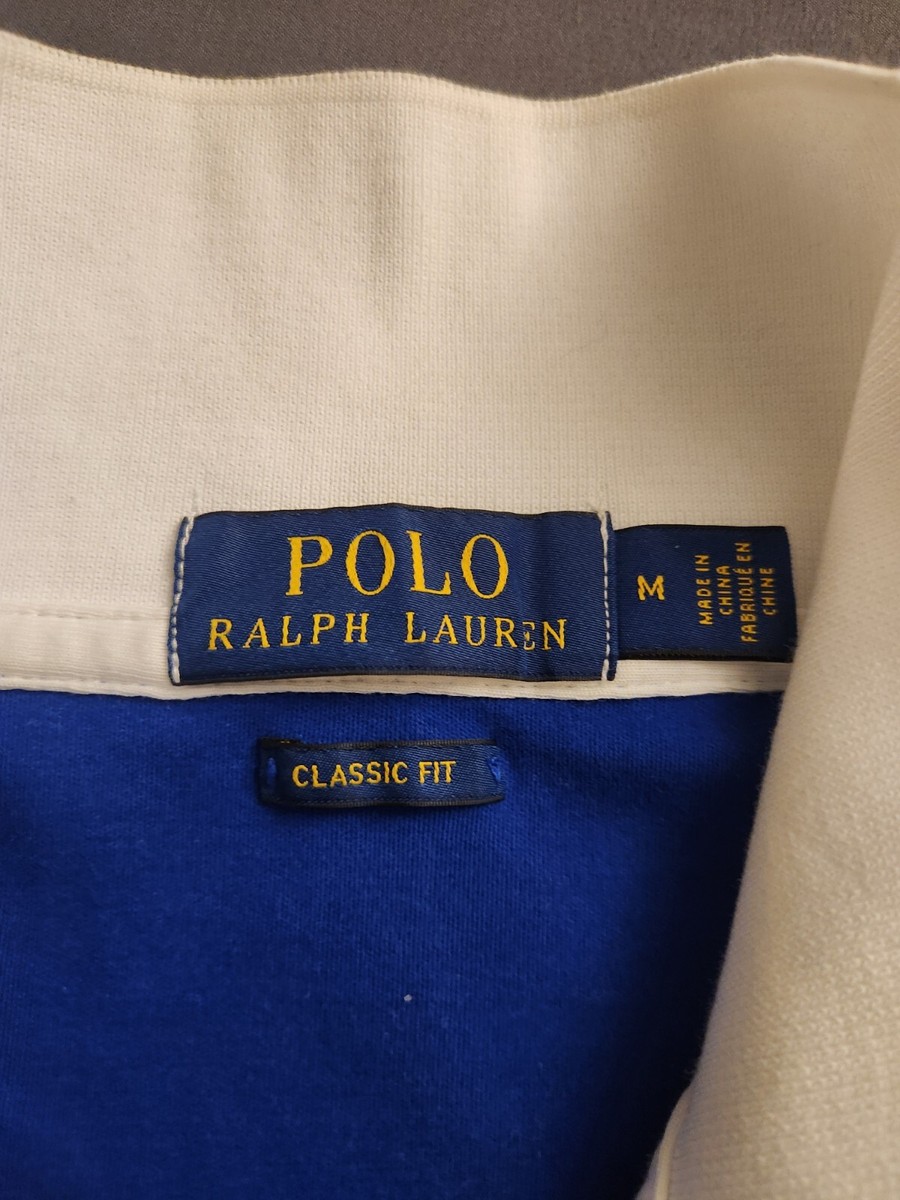 POLO
RALPH LAUREN
M
MADE IN
CHINA
FABRIQUÉ EN
CHINE
CLASSIC FIT